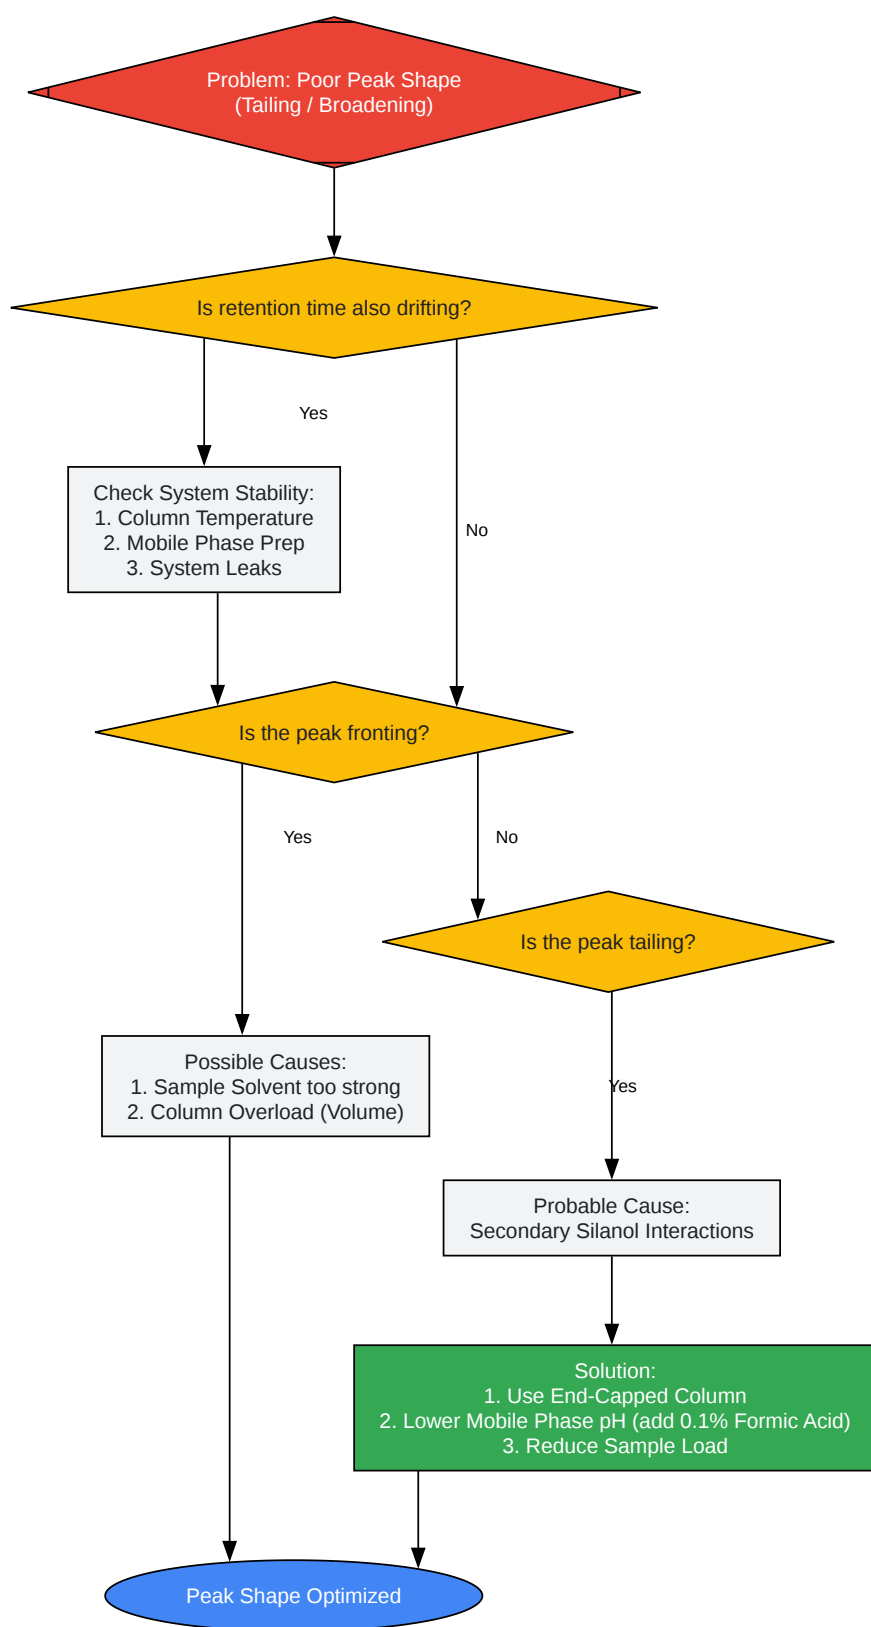 Problem: Poor Peak Shape
(Tailing / Broadening)
Is retention time also drifting?
Yes
Check System Stability:
1. Column Temperature
2. Mobile Phase Prep
3. System Leaks
No
Is the peak fronting?
Yes
No
Is the peak tailing?
Possible Causes:
1. Sample Solvent too strong
2. Column Overload (Volume)
Yes
Probable Cause:
Secondary Silanol Interactions
Solution:
1. Use End-Capped Column
2. Lower Mobile Phase pH (add 0.1% Formic Acid)
3. Reduce Sample Load
Peak Shape Optimized